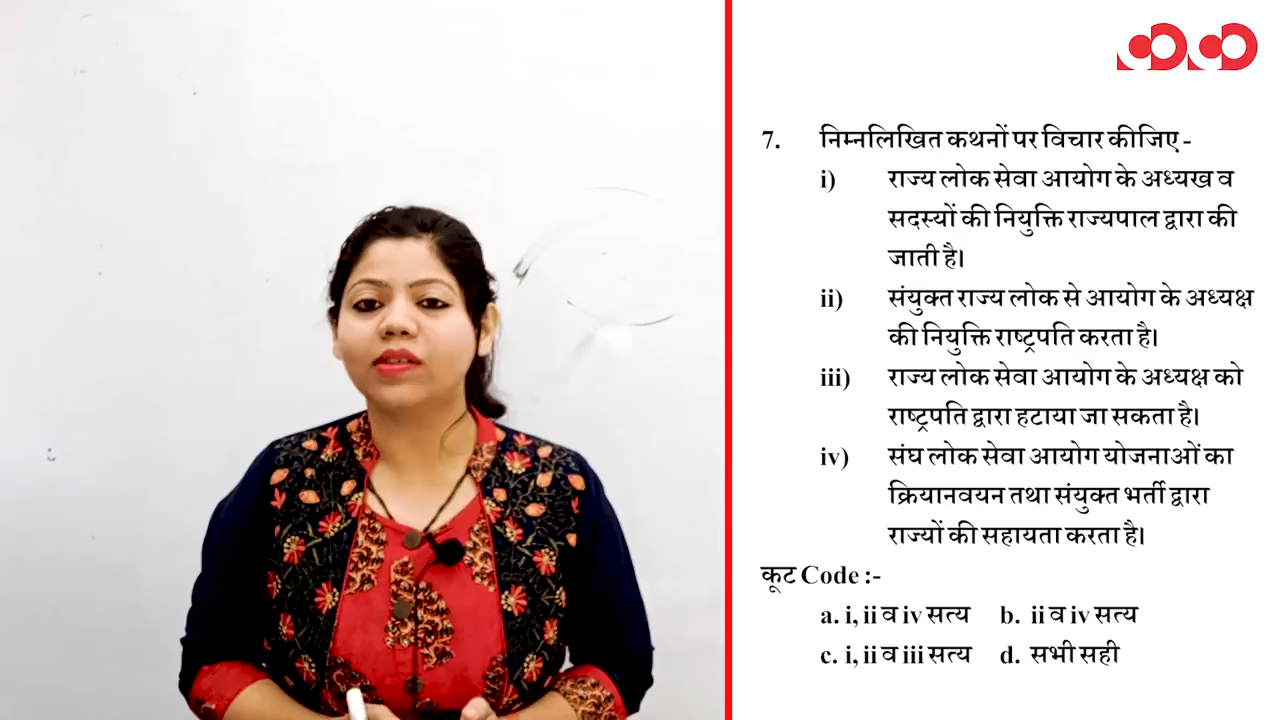 7. निम्नलिखित कथनों पर विचार कीजिए -
i) राज्य लोक सेवा आयोग के अध्यख व
सदस्यों की नियुक्ति राज्यपाल द्वारा की
जाती है।
ii) संयुक्त राज्य लोक से आयोग के अध्यक्ष
की नियुक्ति राष्ट्रपति करता है।
iii) राज्य लोक सेवा आयोग के अध्यक्ष को
राष्ट्रपति द्वारा हटाया जा सकता है।
iv) संघ लोक सेवा आयोग योजनाओं का
क्रियानवयन तथा संयुक्त भर्ती द्वारा
राज्यों की सहायता करता है।
कूट Code :-
a. i, ii व iv सत्य b. ii व iv सत्य
c. i, ii व iii सत्य d. सभी सही